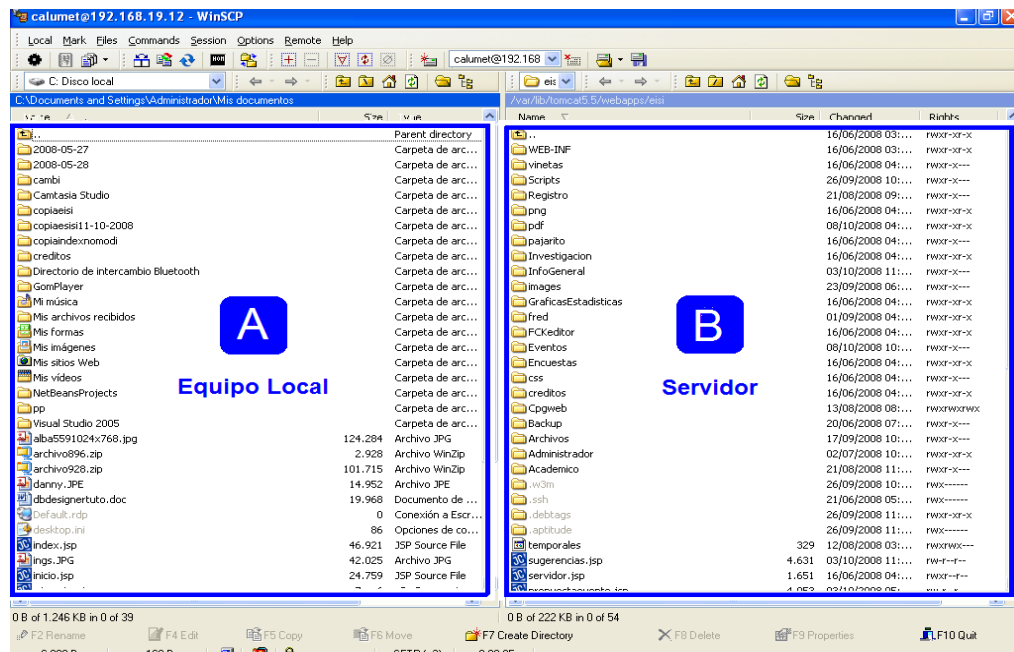 calumet@192.168.19.12 - WinSCP
Local Mark Files Commands Session Options Remote Help
calumet@192.168
C: Disco local
eis
C:\Documents and Settings\Administrador\Mis documentos
/var/lib/tomcat5.5/webapps/eisi
Name Size Changed Rights
.. Parent directory
2008-05-27 Carpeta de arc...
2008-05-28 Carpeta de arc...
cambi Carpeta de arc...
Camtasia Studio Carpeta de arc...
copiaeisi Carpeta de arc...
copiaesisi11-10-2008 Carpeta de arc...
copiaindexnomodi Carpeta de arc...
creditos Carpeta de arc...
Directorio de intercambio Bluetooth Carpeta de arc...
GomPlayer Carpeta de arc...
Mi música Carpeta de arc...
Mis archivos recibidos Carpeta de arc...
Mis formas Carpeta de arc...
Mis imágenes Carpeta de arc...
Mis sitios Web Carpeta de arc...
Mis vídeos Carpeta de arc...
NetBeansProjects Carpeta de arc...
pp Carpeta de arc...
Visual Studio 2005 Carpeta de arc...
alba5591024x768.jpg 124.284 Archivo JPG
archivo896.zip 2.928 Archivo WinZip
archivo928.zip 101.715 Archivo WinZip
danny.JPE 14.952 Archivo JPE
dbdesignertuto.doc 19.968 Documento de ...
Default.rdp 0 Conexión a Escr...
desktop.ini 86 Opciones de co...
index.jsp 46.921 JSP Source File
ings.JPG 42.025 Archivo JPG
inicio.jsp 24.759 JSP Source File
A
Equipo Local
.. 16/06/2008 03:... rwxr-xr-x
WEB-INF 16/06/2008 03:... rwxr-xr-x
vinetas 16/06/2008 04:... rwxr-x---
Scripts 26/09/2008 10:... rwxr-x---
Registro 21/08/2008 09:... rwxr-x---
png 16/06/2008 04:... rwxr-xr-x
pdf 08/10/2008 04:... rwxr-xr-x
pajarito 16/06/2008 04:... rwxr-x---
Investigacion 16/06/2008 04:... rwxr-xr-x
InfoGeneral 03/10/2008 11:... rwxr-x---
images 23/09/2008 06:... rwxr-x---
GraficasEstadisticas 16/06/2008 04:... rwxr-xr-x
fred 01/09/2008 04:... rwxr-xr-x
FCKeditor 16/06/2008 04:... rwxr-xr-x
Eventos 08/10/2008 10:... rwxr-x---
Encuestas 16/06/2008 04:... rwxr-xr-x
css 16/06/2008 04:... rwxr-x---
creditos 16/06/2008 04:... rwxr-xr-x
Cpgweb 13/08/2008 08:... rwxrwxrwx
Backup 20/06/2008 07:... rwxr-x---
Archivos 17/09/2008 10:... rwxr-x---
Administrador 02/07/2008 10:... rwxr-x---
Academico 21/08/2008 11:... rwxr-x---
.w3m 26/09/2008 10:... rwx------
.ssh 21/06/2008 05:... rwx------
.debtags 26/09/2008 11:... rwxr-xr-x
.aptitude 26/09/2008 11:... rwx------
temporales 329 12/08/2008 03:... rwxrwx---
sugerencias.jsp 4.631 03/10/2008 11:... rw-r--r--
servidor.jsp 1.651 16/06/2008 04:... rwxr--r--
B
Servidor
0 B of 1.246 KB in 0 of 39
0 B of 222 KB in 0 of 54
F2 Rename F4 Edit F5 Copy F6 Move F7 Create Directory F8 Delete F9 Properties F10 Quit